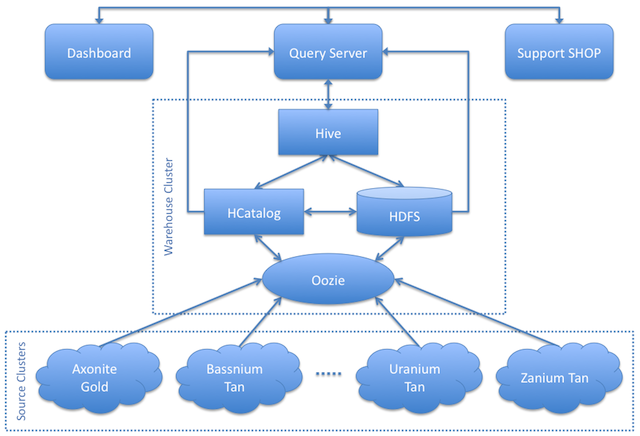 Dashboard
Query Server
Support SHOP
Warehouse Cluster
Hive
HCatalog
HDFS
Oozie
Source Clusters
Axonite
Gold
Bassnium
Tan
.....
Uranium
Tan
Zanium Tan